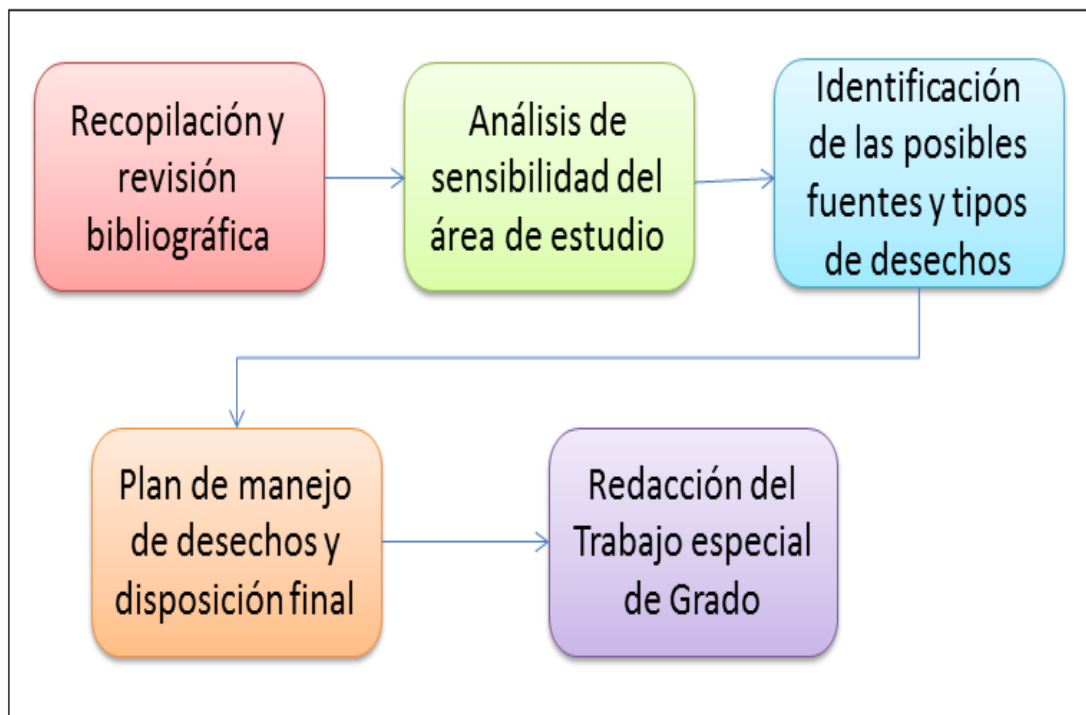 Recopilación y
revisión
bibliográfica
Análisis de
sensibilidad del
área de estudio
Identificación
de las posibles
fuentes y tipos
de desechos
Plan de manejo
de desechos y
disposición final
Redacción del
Trabajo especial
de Grado